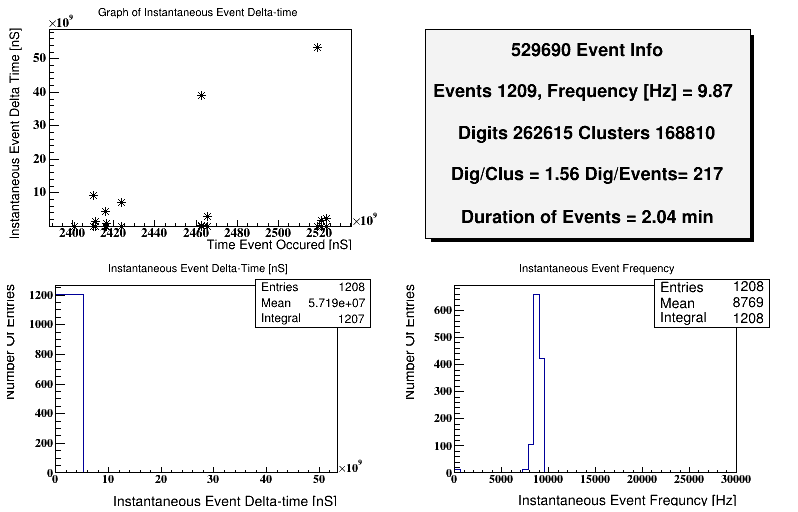 Graph of Instantaneous Event Delta-time
×10⁹
Instantaneous Event Delta Time [nS]
50
40
30
20
10
2400 2420 2440 2460 2480 2500 2520
×10⁹
Time Event Occured [nS]
529690 Event Info
Events 1209, Frequency [Hz] = 9.87
Digits 262615 Clusters 168810
Dig/Clus = 1.56 Dig/Events= 217
Duration of Events = 2.04 min
Instantaneous Event Delta-Time [nS]
Entries 1208
Mean 5.719e+07
Integral 1207
Number Of Entries
1200
1000
800
600
400
200
0
0 10 20 30 40 50
×10⁹
Instantaneous Event Delta-time [nS]
Instantaneous Event Frequency
Entries 1208
Mean 8769
Integral 1208
Number Of Entries
600
500
400
300
200
100
0
0 5000 10000 15000 20000 25000 30000
Instantaneous Event Frequncy [Hz]